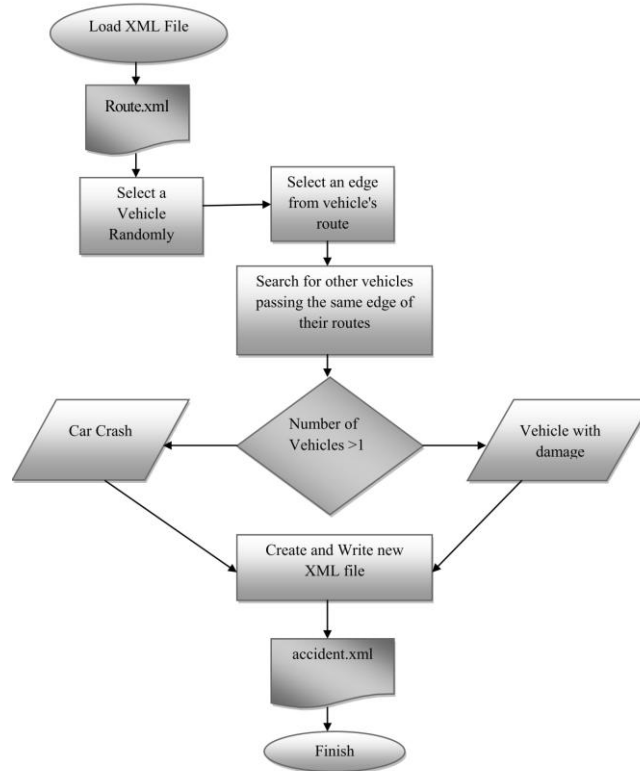 Load XML File
Route.xml
Select a
Vehicle
Randomly
Select an edge
from vehicle's
route
Search for other vehicles
passing the same edge of
their routes
Number of
Vehicles >1
Car Crash
Vehicle with
damage
Create and Write new
XML file
accident.xml
Finish